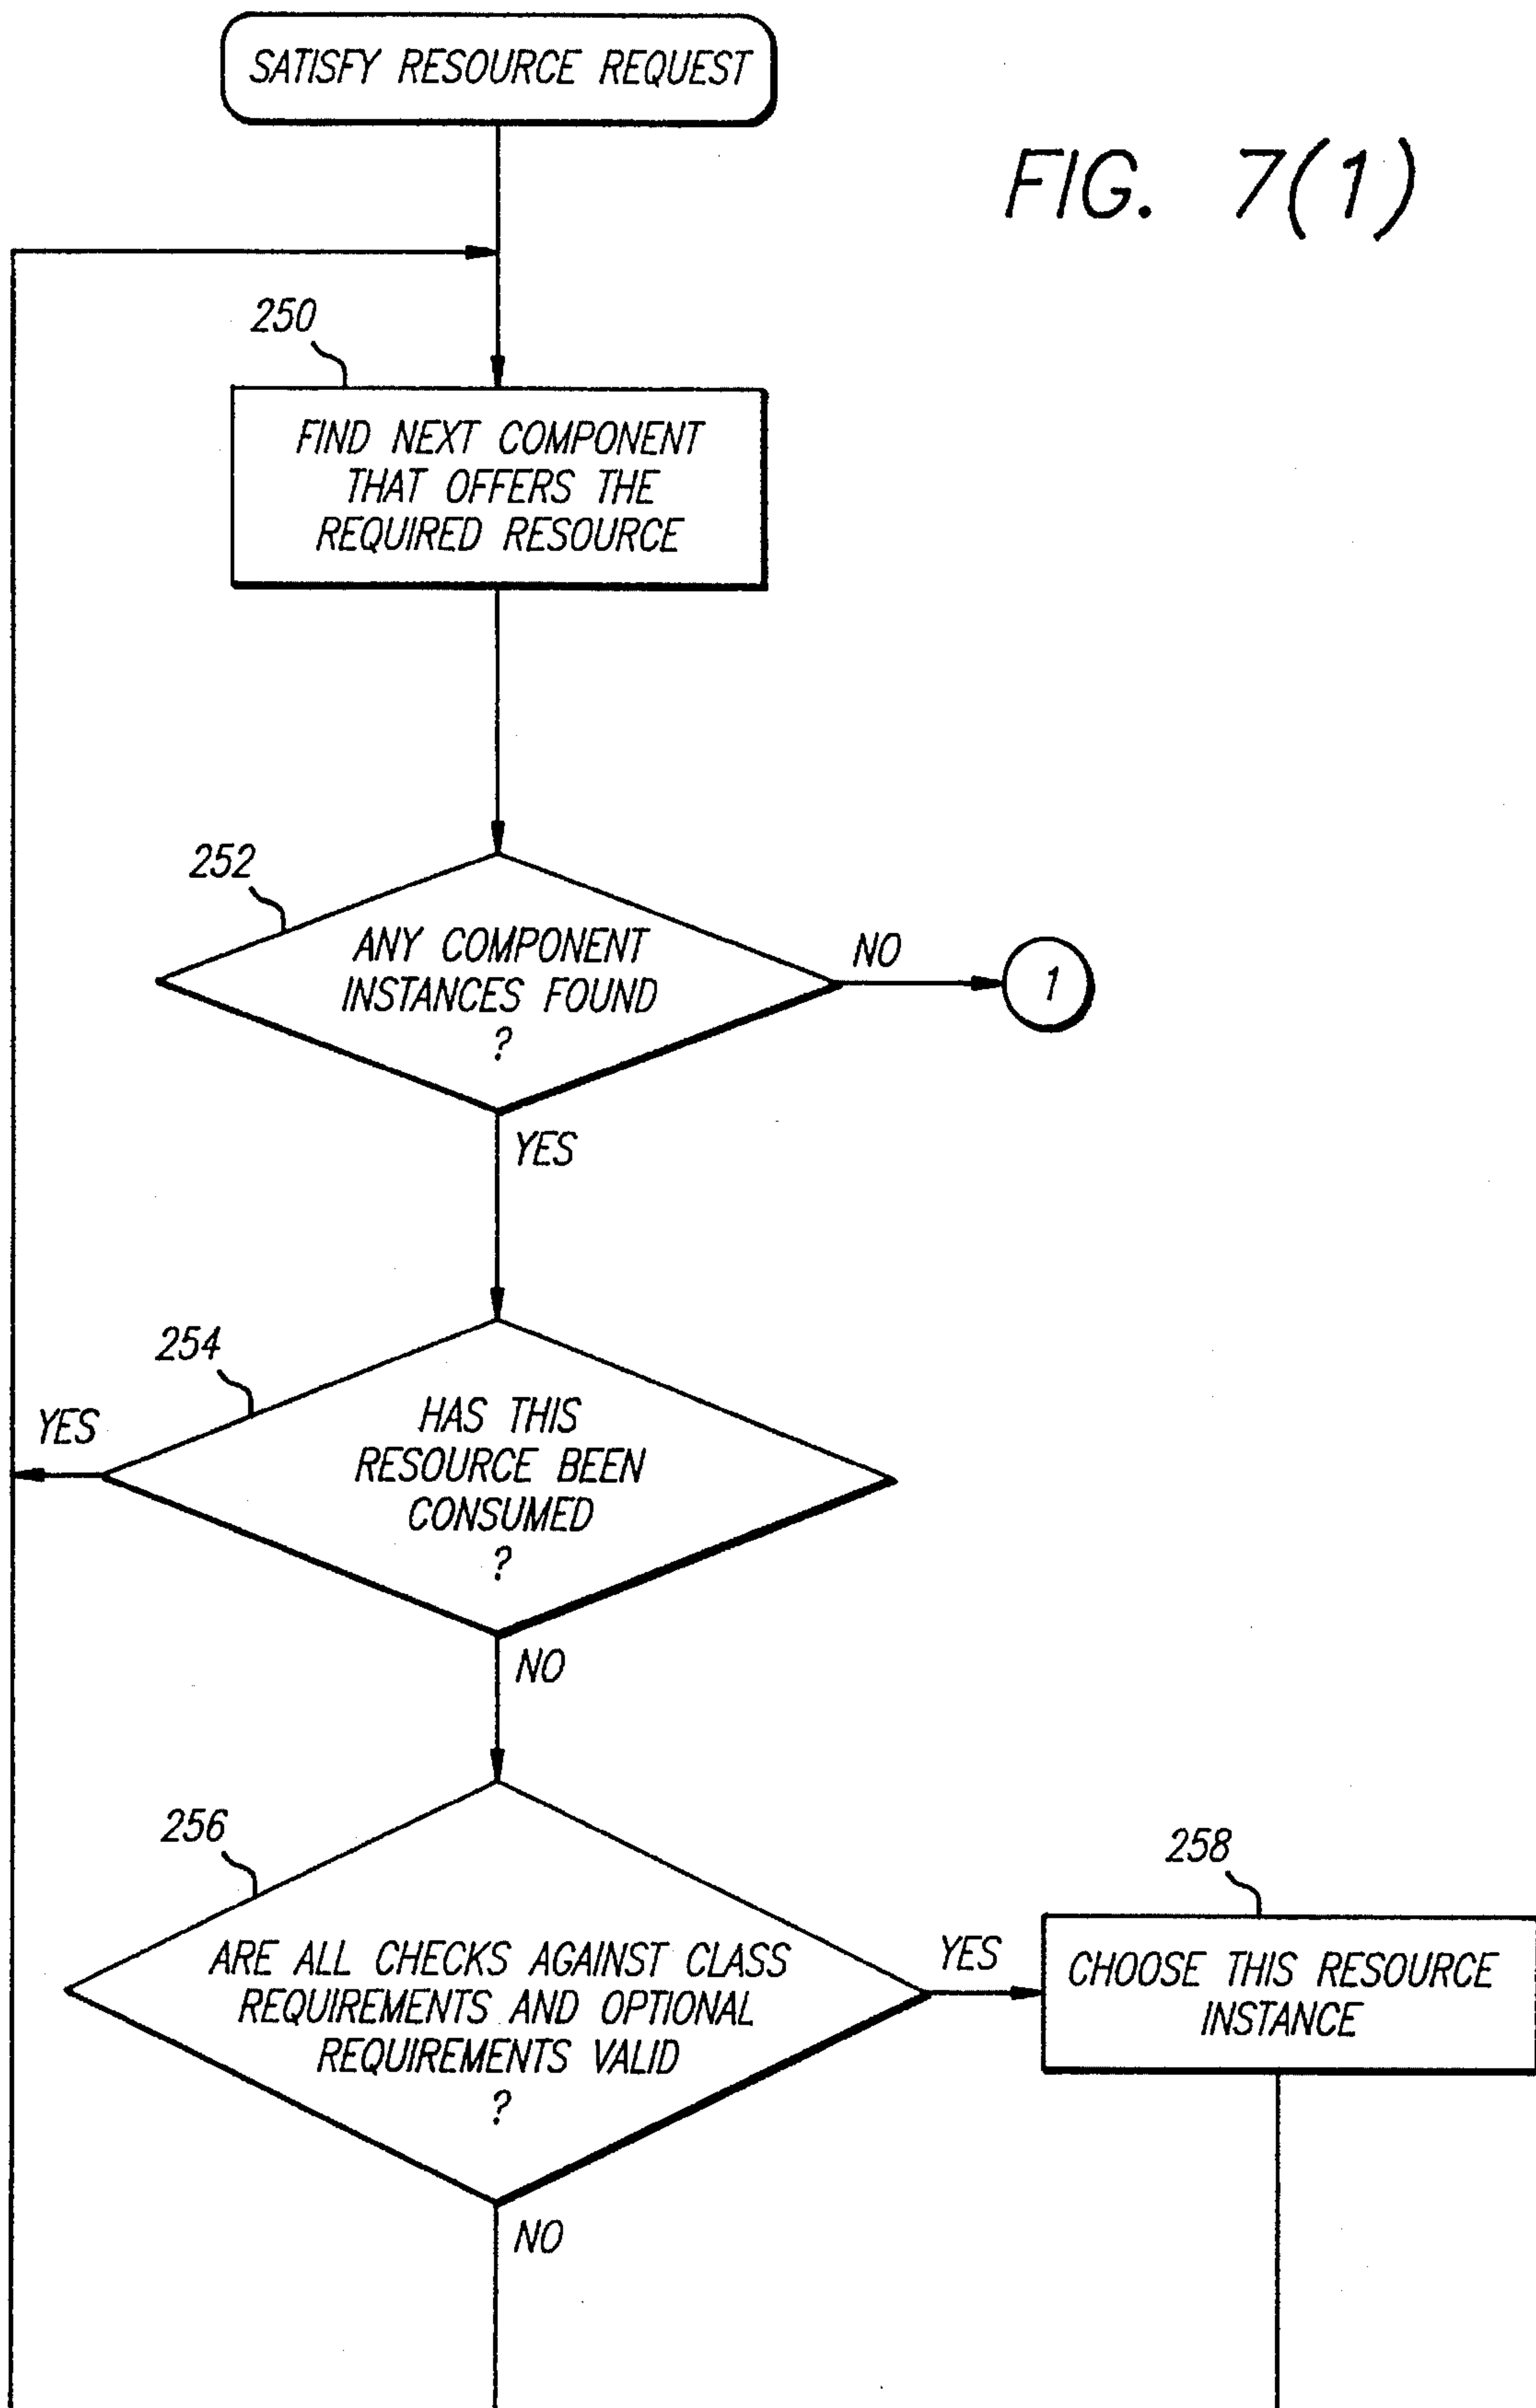 SATISFY RESOURCE REQUEST
FIG. 7(1)
250
FIND NEXT COMPONENT
THAT OFFERS THE
REQUIRED RESOURCE
252
ANY COMPONENT
INSTANCES FOUND
?
NO
1
YES
254
YES
HAS THIS
RESOURCE BEEN
CONSUMED
?
NO
256
ARE ALL CHECKS AGAINST CLASS
REQUIREMENTS AND OPTIONAL
REQUIREMENTS VALID
?
YES
258
CHOOSE THIS RESOURCE
INSTANCE
NO